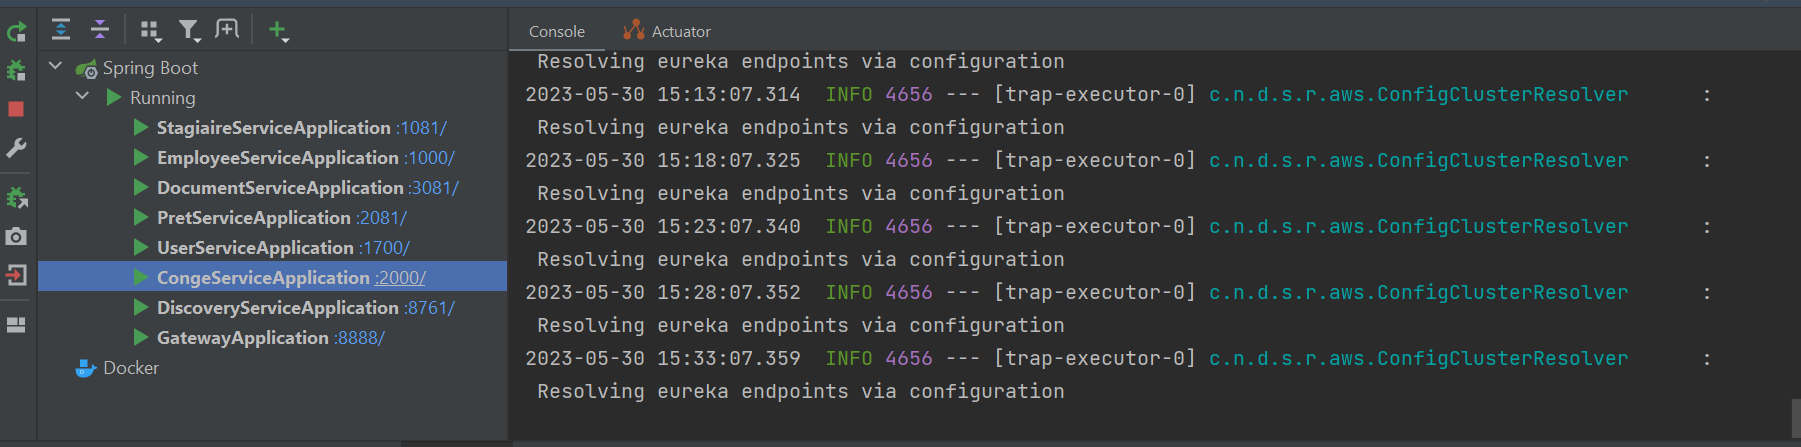 Console
Actuator
Spring Boot
Running
StagiaireServiceApplication :1081/
EmployeeServiceApplication :1000/
DocumentServiceApplication :3081/
PretServiceApplication :2081/
UserServiceApplication :1700/
CongeServiceApplication :2000/
DiscoveryServiceApplication :8761/
GatewayApplication :8888/
Docker
Resolving eureka endpoints via configuration
2023-05-30 15:13:07.314  INFO 4656 --- [trap-executor-0] c.n.d.s.r.aws.ConfigClusterResolver      :
Resolving eureka endpoints via configuration
2023-05-30 15:18:07.325  INFO 4656 --- [trap-executor-0] c.n.d.s.r.aws.ConfigClusterResolver      :
Resolving eureka endpoints via configuration
2023-05-30 15:23:07.340  INFO 4656 --- [trap-executor-0] c.n.d.s.r.aws.ConfigClusterResolver      :
Resolving eureka endpoints via configuration
2023-05-30 15:28:07.352  INFO 4656 --- [trap-executor-0] c.n.d.s.r.aws.ConfigClusterResolver      :
Resolving eureka endpoints via configuration
2023-05-30 15:33:07.359  INFO 4656 --- [trap-executor-0] c.n.d.s.r.aws.ConfigClusterResolver      :
Resolving eureka endpoints via configuration